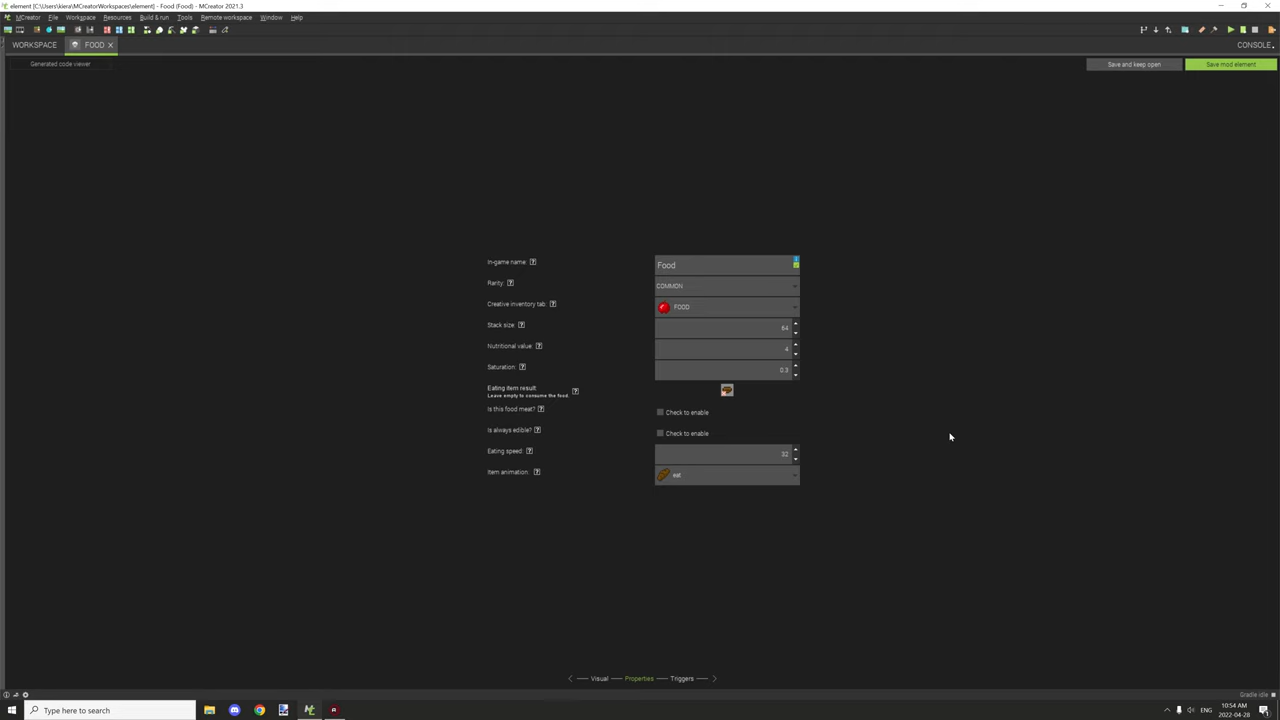 element [C:\Users\kiera\MCreatorWorkspaces\element] - Food (Food) - MCreator 2021.3
MCreator File Workspace Resources Build & run Tools Remote workspace Window Help
WORKSPACE FOOD CONSOLE
Generated code viewer Save and keep open Save mod element
In-game name: Food
Rarity: COMMON
Creative inventory tab: FOOD
Stack size: 64
Nutritional value: 4
Saturation: 0.3
Eating item result:
Leave empty to consume the food.
Is this food meat? Check to enable
Is always edible? Check to enable
Eating speed: 32
Item animation: eat
Visual Properties Triggers
Gradle idle
Type here to search
ENG
10:54 AM
2022-04-28